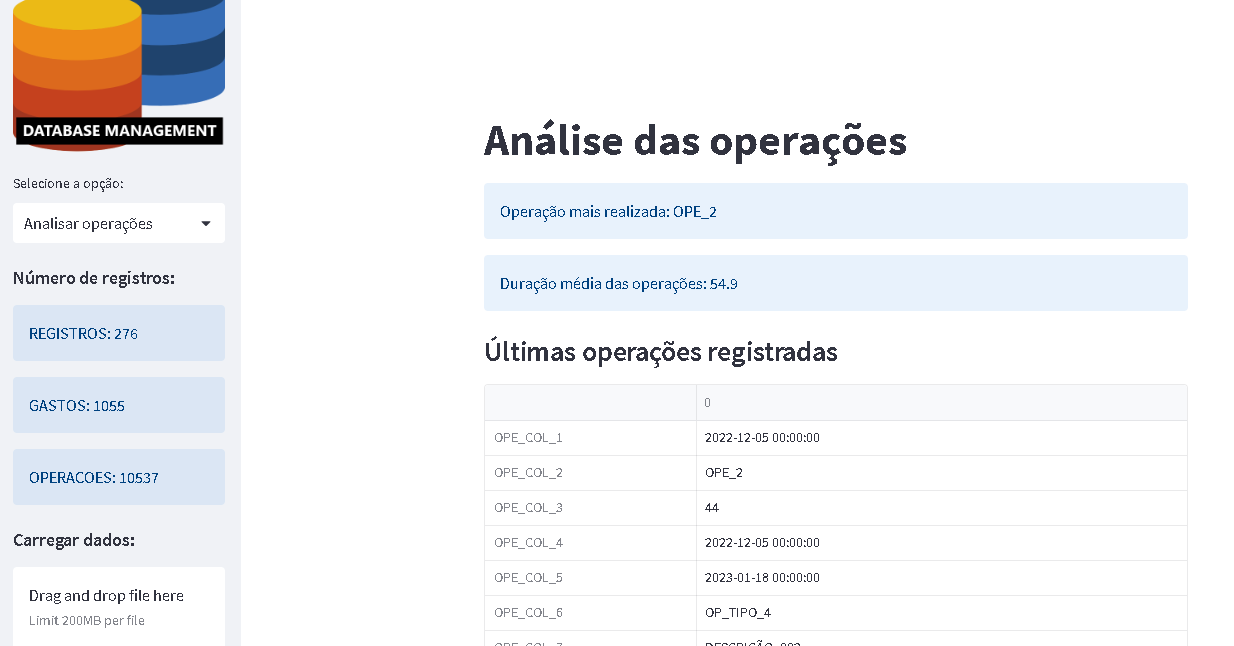 DATABASE MANAGEMENT
Selecione a opção:
Analisar operações
Número de registros:
REGISTROS: 276
GASTOS: 1055
OPERACOES: 10537
Carregar dados:
Drag and drop file here
Limit 200MB per file
Análise das operações
Operação mais realizada: OPE_2
Duração média das operações: 54.9
Últimas operações registradas
0
OPE_COL_1 2022-12-05 00:00:00
OPE_COL_2 OPE_2
OPE_COL_3 44
OPE_COL_4 2022-12-05 00:00:00
OPE_COL_5 2023-01-18 00:00:00
OPE_COL_6 OP_TIPO_4